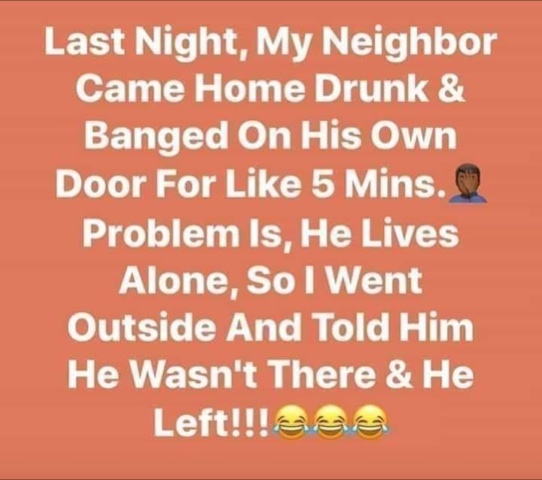 Last Night, My Neighbor
Came Home Drunk &
Banged On His Own
Door For Like 5 Mins.🤦🏾‍♂️
Problem Is, He Lives
Alone, So I Went
Outside And Told Him
He Wasn't There & He
Left!!!😂😂😂